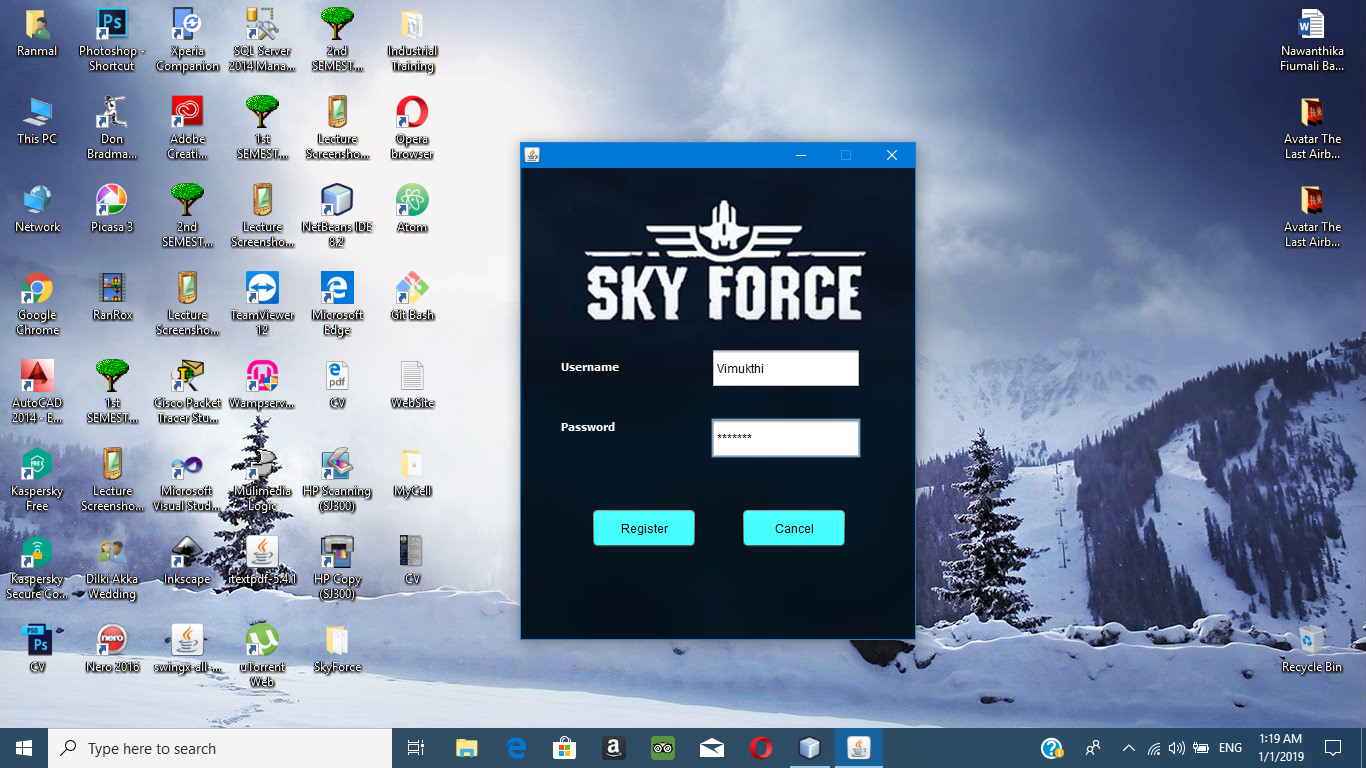 Ranmal
Photoshop -
Shortcut
Xperia
Companion
SQL Server
2014 Mana...
2nd
SEMEST...
Industrial
Training
This PC
Don
Bradma...
Adobe
Creati...
1st
SEMEST...
Lecture
Screensho...
Opera
browser
Network
Picasa 3
2nd
SEMEST...
Lecture
Screensho...
NetBeans IDE
8.2
Atom
Google
Chrome
RanRox
Lecture
Screensho...
TeamViewer
12
Microsoft
Edge
Git Bash
AutoCAD
2014 - E...
1st
SEMEST...
Cisco Packet
Tracer Stu...
Wampserv...
CV
WebSite
Kaspersky
Free
Lecture
Screensho...
Microsoft
Visual Stud...
Mulimedia
Logic
HP Scanning
(SJ300)
MyCell
Kaspersky
Secure Co...
Dilki Akka
Wedding
Inkscape
itextpdf-5.4.1
HP Copy
(SJ300)
CV
CV
Nero 2016
swingx-all-...
uTorrent
Web
SkyForce
Nawanthika
Fiumali Ba...
Avatar The
Last Airb...
Avatar The
Last Airb...
Recycle Bin
SKY FORCE
Username
Vimukthi
Password
*******
Register
Cancel
Type here to search
ENG
1:19 AM
1/1/2019